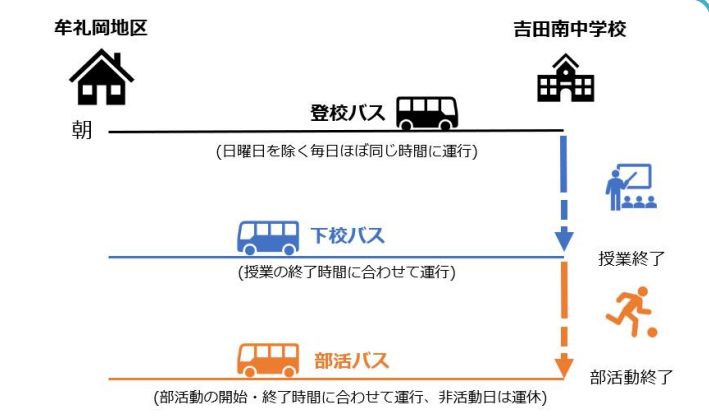 牟礼岡地区
吉田南中学校
登校バス
朝
(日曜日を除く毎日ほぼ同じ時間に運行)
下校バス
授業終了
(授業の終了時間に合わせて運行)
部活バス
部活動終了
(部活動の開始・終了時間に合わせて運行、非活動日は運休)